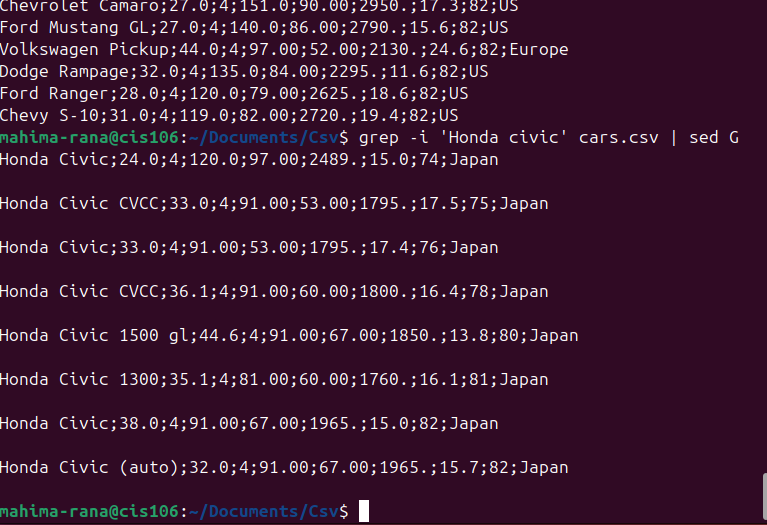 Chevrolet Camaro;27.0;4;151.0;90.00;2950.;17.3;82;US
Ford Mustang GL;27.0;4;140.0;86.00;2790.;15.6;82;US
Volkswagen Pickup;44.0;4;97.00;52.00;2130.;24.6;82;Europe
Dodge Rampage;32.0;4;135.0;84.00;2295.;11.6;82;US
Ford Ranger;28.0;4;120.0;79.00;2625.;18.6;82;US
Chevy S-10;31.0;4;119.0;82.00;2720.;19.4;82;US
mahima-rana@cis106:~/Documents/Csv$ grep -i 'Honda civic' cars.csv | sed G
Honda Civic;24.0;4;120.0;97.00;2489.;15.0;74;Japan
Honda Civic CVCC;33.0;4;91.00;53.00;1795.;17.5;75;Japan
Honda Civic;33.0;4;91.00;53.00;1795.;17.4;76;Japan
Honda Civic CVCC;36.1;4;91.00;60.00;1800.;16.4;78;Japan
Honda Civic 1500 gl;44.6;4;91.00;67.00;1850.;13.8;80;Japan
Honda Civic 1300;35.1;4;81.00;60.00;1760.;16.1;81;Japan
Honda Civic;38.0;4;91.00;67.00;1965.;15.0;82;Japan
Honda Civic (auto);32.0;4;91.00;67.00;1965.;15.7;82;Japan
mahima-rana@cis106:~/Documents/Csv$